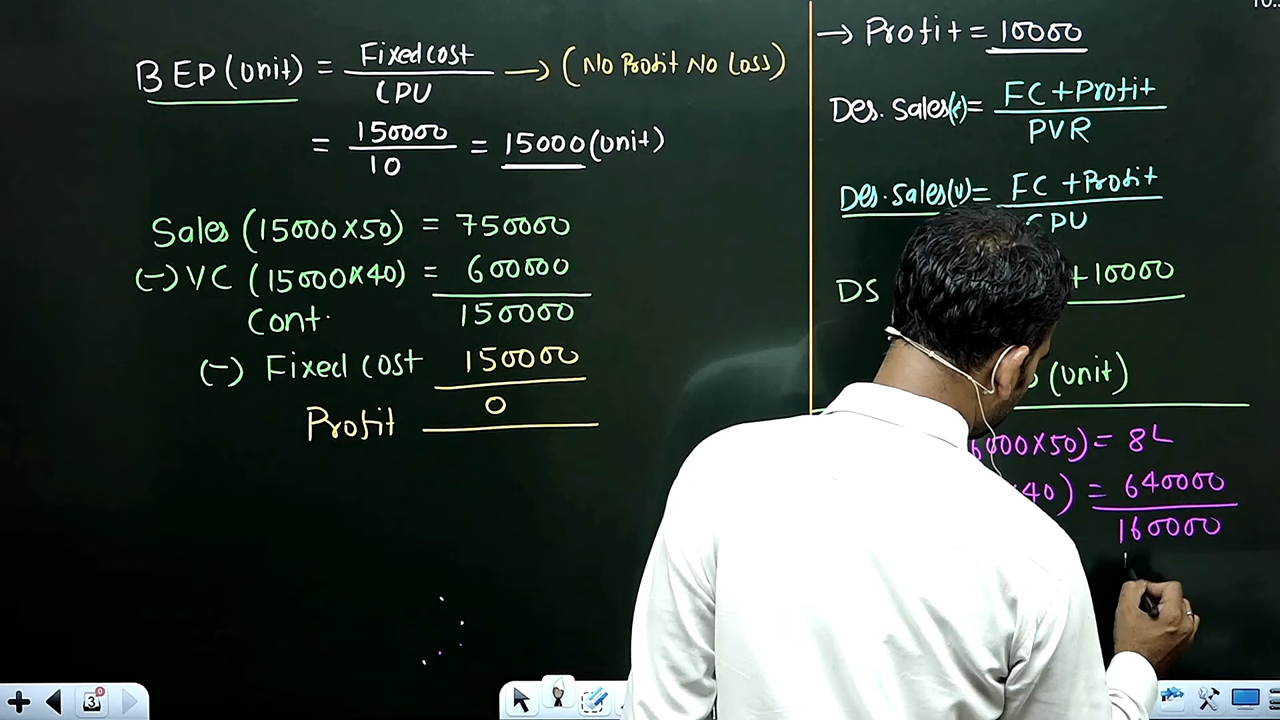 BEP (Unit) = Fixed cost / CPU → (No Profit No Loss)
= 150000 / 10 = 15000 (Unit)
Sales (15000×50) = 750000
(-) VC (15000×40) = 600000
Cont. 150000
(-) Fixed cost 150000
Profit 0
→ Profit = 10000
Des. Sales(₹) = FC + Profit / PVR
Des. Sales(U) = FC + Profit / CPU
DS +10000
(Unit)
6000×50) = 8L
×40) = 640000
160000
3